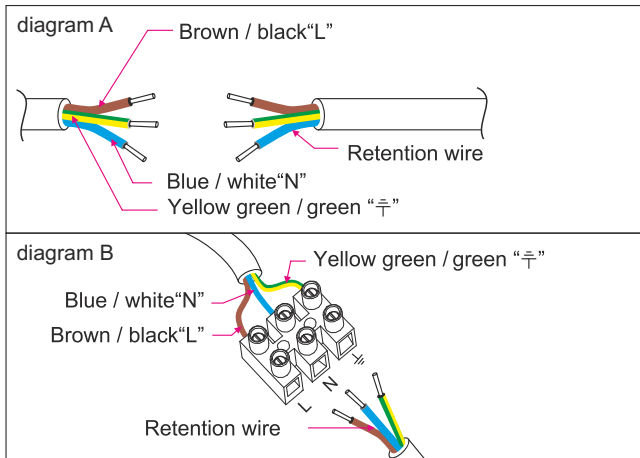 diagram A
Brown / black“L”
Retention wire
Blue / white“N”
Yellow green / green “⏚”
diagram B
Yellow green / green “⏚”
Blue / white“N”
Brown / black“L”
L N ⏚
Retention wire